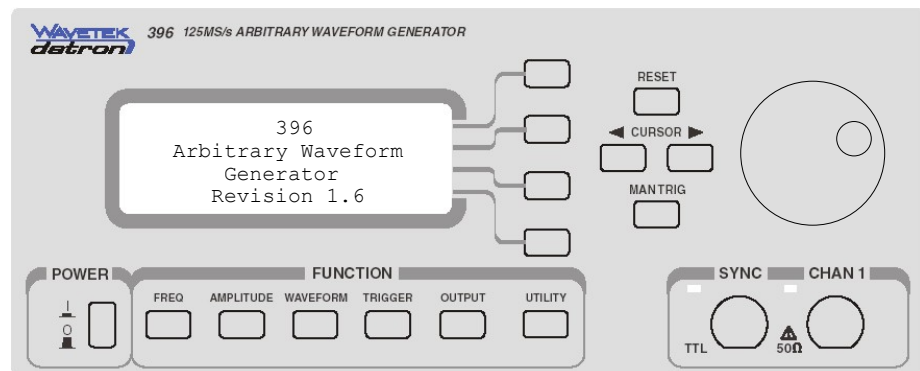 WAVETEK
datron
396 125MS/s ARBITRARY WAVEFORM GENERATOR
396
Arbitrary Waveform
Generator
Revision 1.6
RESET
◀ CURSOR ▶
MAN TRIG
POWER
I
O
FUNCTION
FREQ AMPLITUDE WAVEFORM TRIGGER OUTPUT UTILITY
SYNC CHAN 1
TTL 50Ω